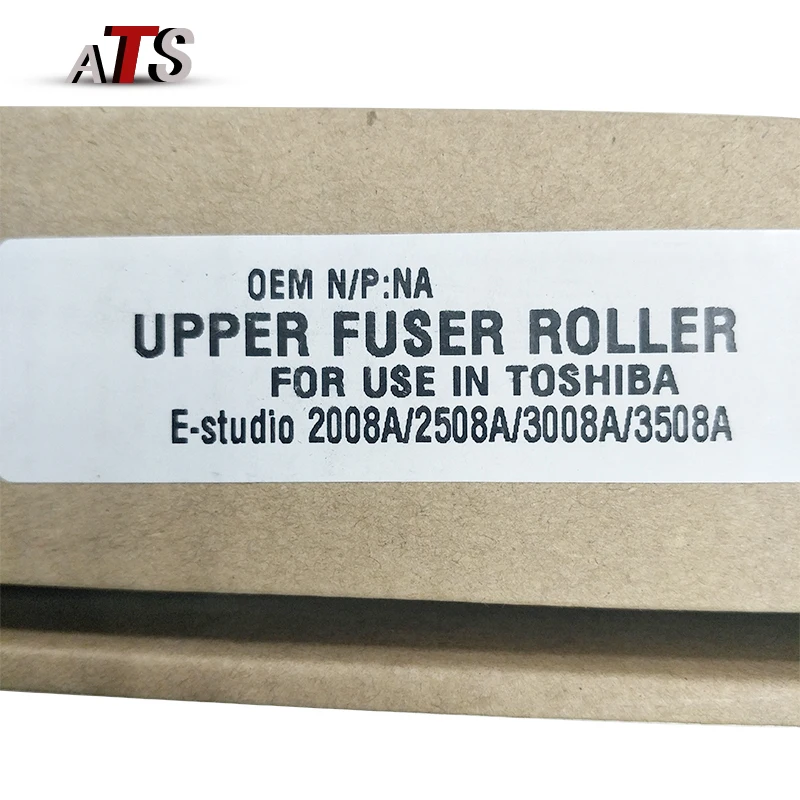 ATS
OEM N/P:NA
UPPER FUSER ROLLER
FOR USE IN TOSHIBA
E-studio 2008A/2508A/3008A/3508A